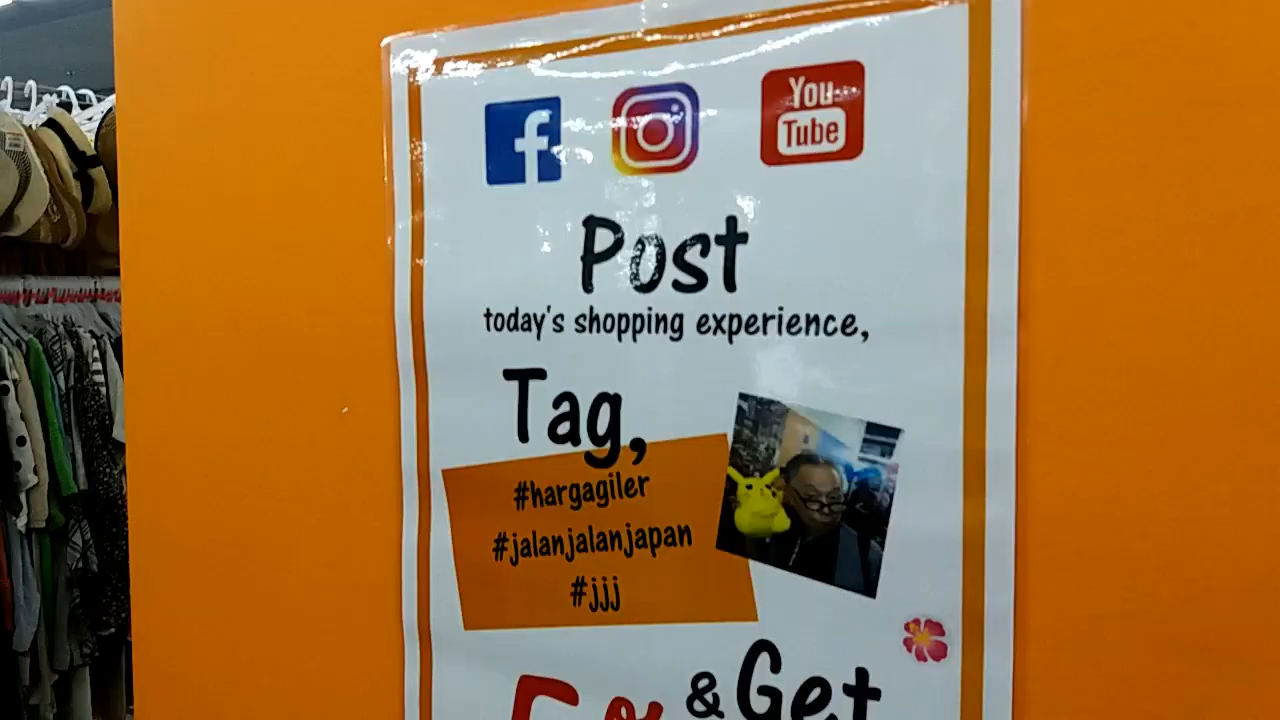 f
You
Tube
Post
today's shopping experience,
Tag,
#hargagiler
#jalanjalanjapan
#jjj
& Get